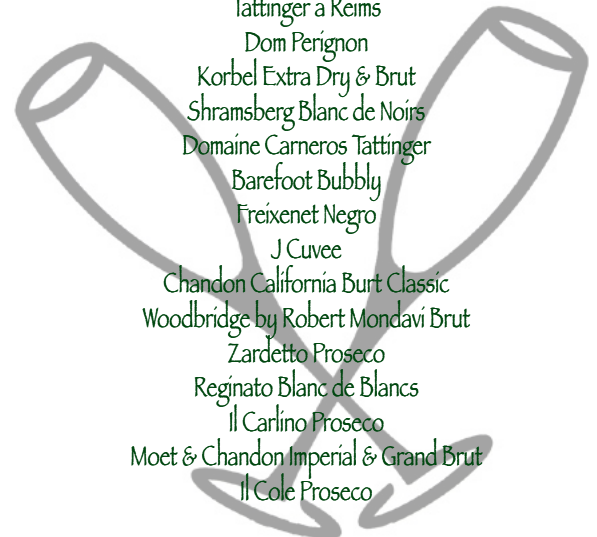 Tattinger a Reims
Dom Perignon
Korbel Extra Dry & Brut
Shramsberg Blanc de Noirs
Domaine Carneros Tattinger
Barefoot Bubbly
Freixenet Negro
J Cuvee
Chandon California Burt Classic
Woodbridge by Robert Mondavi Brut
Zardetto Proseco
Reginato Blanc de Blancs
Il Carlino Proseco
Moet & Chandon Imperial & Grand Brut
Il Cole Proseco